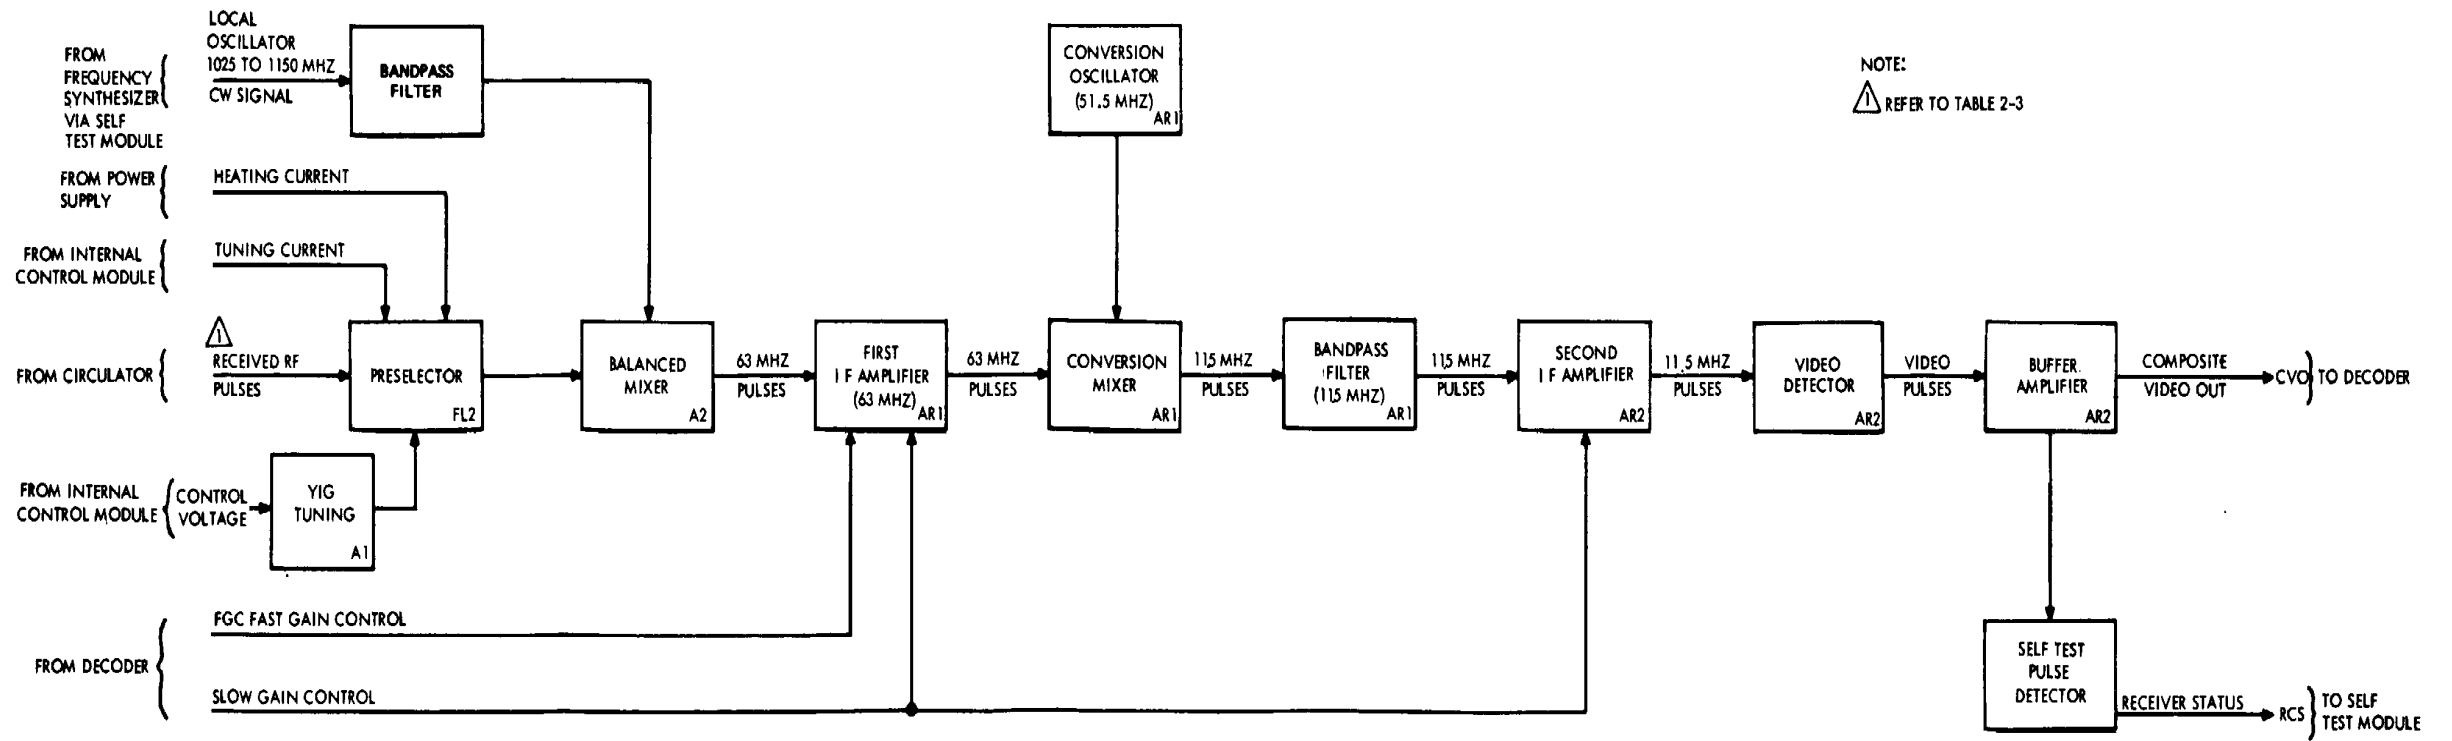 LOCAL
OSCILLATOR
1025 TO 1150 MHZ
CW SIGNAL
FROM
FREQUENCY
SYNTHESIZER
VIA SELF
TEST MODULE
BANDPASS
FILTER
CONVERSION
OSCILLATOR
(51.5 MHZ)
AR1
NOTE:
1 REFER TO TABLE 2-3
FROM POWER
SUPPLY
HEATING CURRENT
FROM INTERNAL
CONTROL MODULE
TUNING CURRENT
1
FROM CIRCULATOR
RECEIVED RF
PULSES
PRESELECTOR
FL2
BALANCED
MIXER
A2
63 MHZ
PULSES
FIRST
I F AMPLIFIER
(63 MHZ)
AR1
63 MHZ
PULSES
CONVERSION
MIXER
AR1
11.5 MHZ
PULSES
BANDPASS
FILTER
(11.5 MHZ)
AR1
11.5 MHZ
PULSES
SECOND
I F AMPLIFIER
AR2
11.5 MHZ
PULSES
VIDEO
DETECTOR
AR2
VIDEO
PULSES
BUFFER
AMPLIFIER
AR2
COMPOSITE
VIDEO OUT
CVO TO DECODER
FROM INTERNAL
CONTROL MODULE
CONTROL
VOLTAGE
YIG
TUNING
A1
FROM DECODER
FGC FAST GAIN CONTROL
SLOW GAIN CONTROL
SELF TEST
PULSE
DETECTOR
RECEIVER STATUS
RCS
TO SELF
TEST MODULE